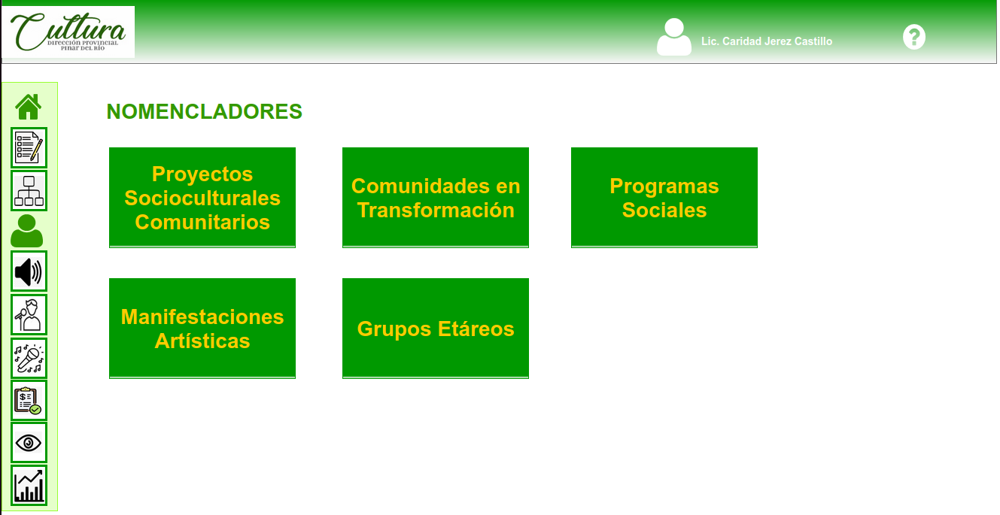 Cultura
DIRECCIÓN PROVINCIAL
PINAR DEL RÍO
Lic. Caridad Jerez Castillo
?
NOMENCLADORES
Proyectos
Socioculturales
Comunitarios
Comunidades en
Transformación
Programas
Sociales
Manifestaciones
Artísticas
Grupos Etáreos
$